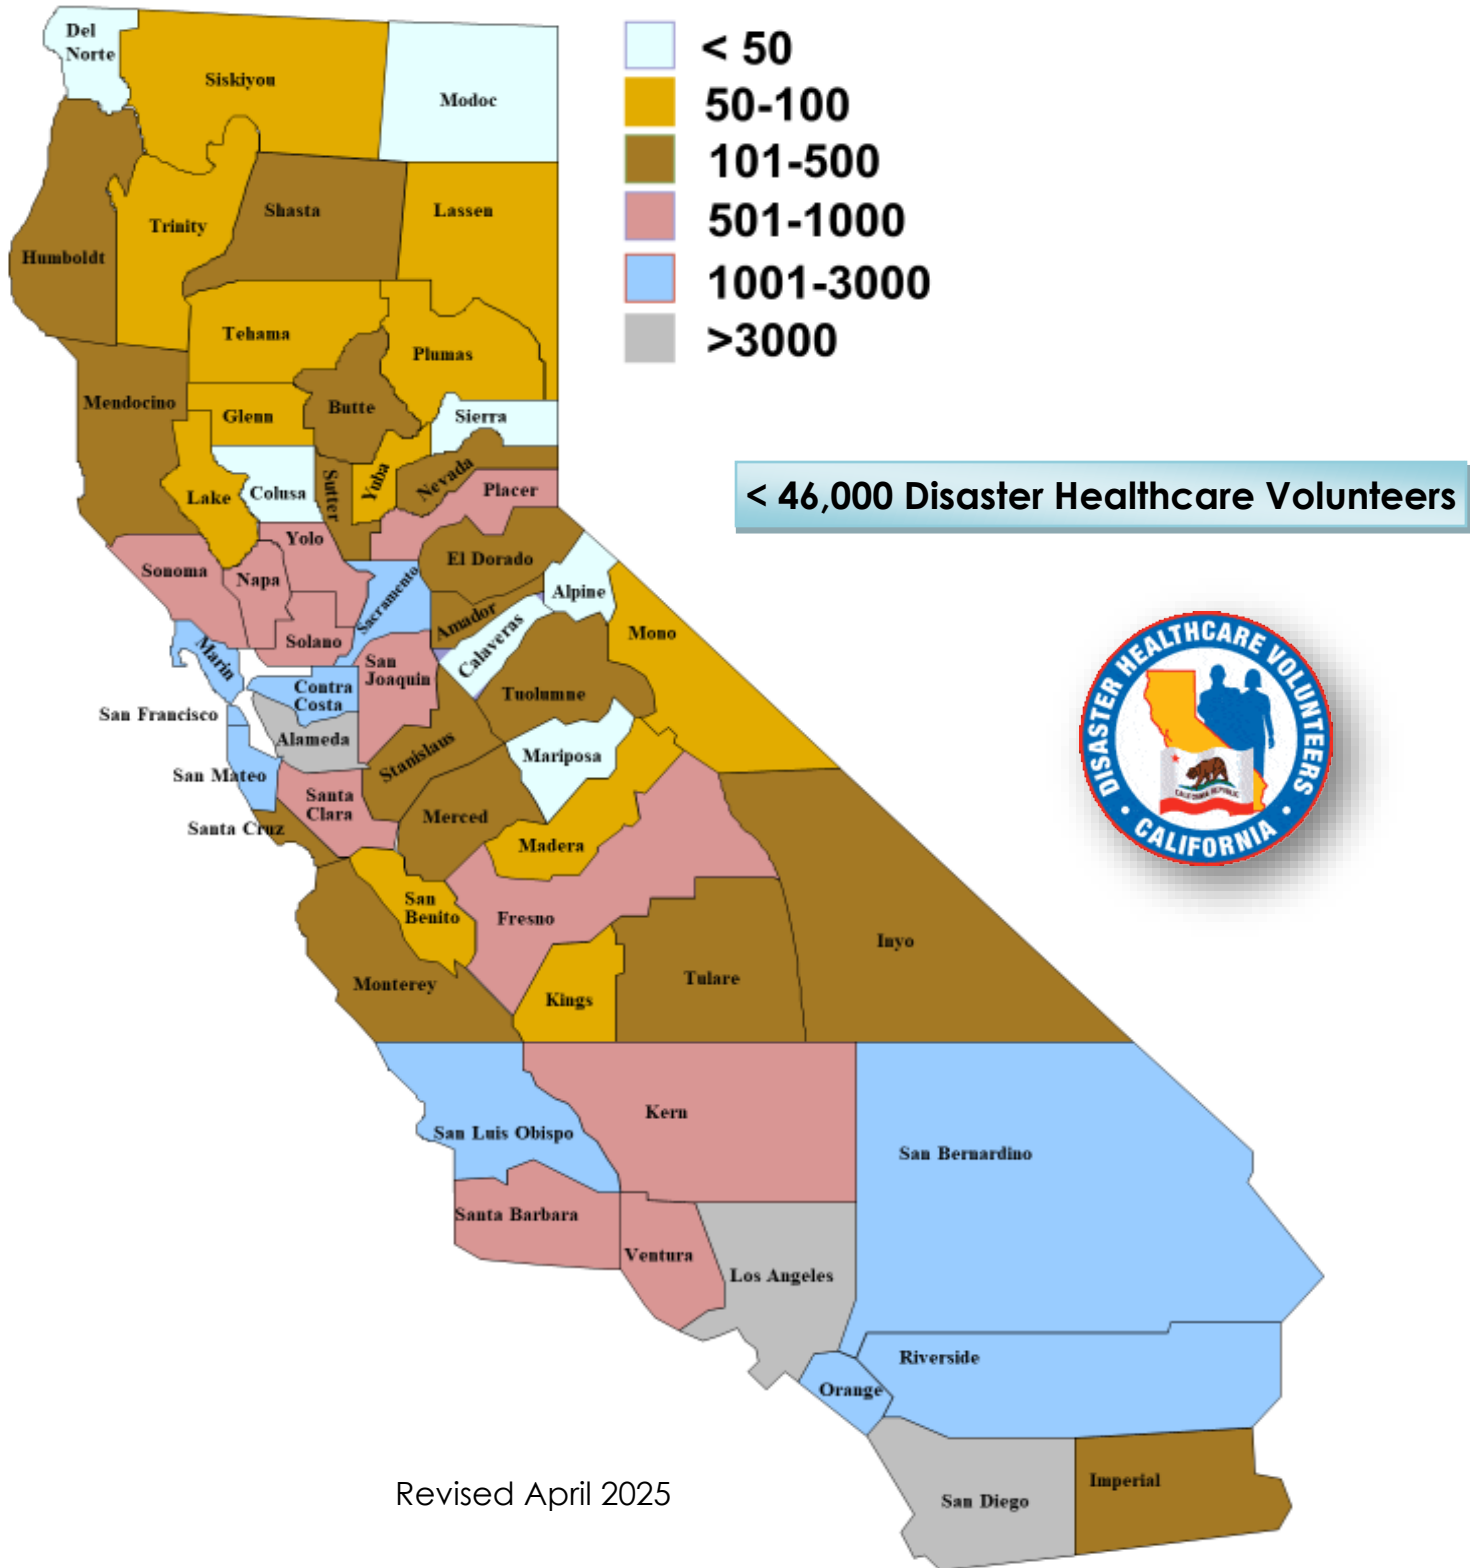 Del
Norte
Siskiyou
Modoc
< 50
50-100
101-500
501-1000
1001-3000
>3000
Humboldt
Trinity
Shasta
Lassen
Tehama
Plumas
Mendocino
Glenn
Butte
Sierra
Lake
Colusa
Sutter
Yuba
Nevada
Placer
< 46,000 Disaster Healthcare Volunteers
Sonoma
Napa
Yolo
Sacramento
El Dorado
Alpine
Amador
Calaveras
Mono
Marin
Solano
San
Joaquin
Contra
Costa
Tuolumne
San Francisco
Alameda
Stanislaus
Mariposa
San Mateo
Santa
Clara
Merced
Santa Cruz
Madera
DISASTER HEALTHCARE VOLUNTEERS
CALIFORNIA REPUBLIC
• CALIFORNIA •
San
Benito
Fresno
Inyo
Monterey
Kings
Tulare
San Luis Obispo
Kern
San Bernardino
Santa Barbara
Ventura
Los Angeles
Riverside
Orange
San Diego
Imperial
Revised April 2025